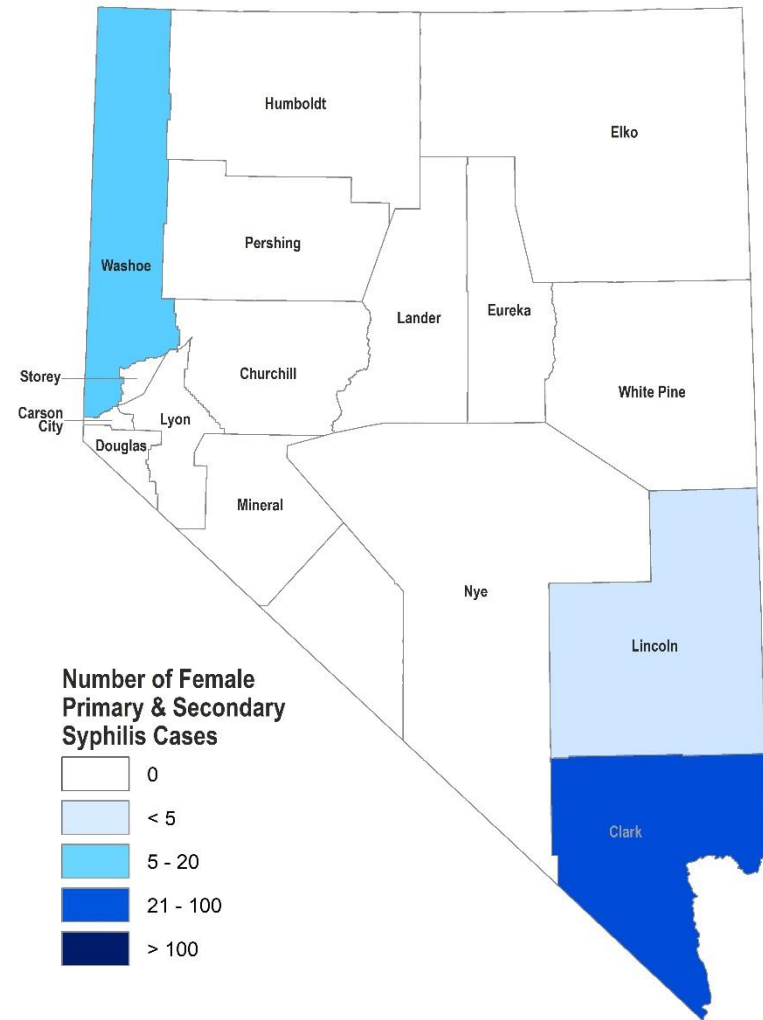 Humboldt
Elko
Pershing
Washoe
Lander
Eureka
Churchill
Storey
White Pine
Carson
City
Lyon
Douglas
Mineral
Nye
Lincoln
Clark
Number of Female
Primary & Secondary
Syphilis Cases
0
< 5
5 - 20
21 - 100
> 100